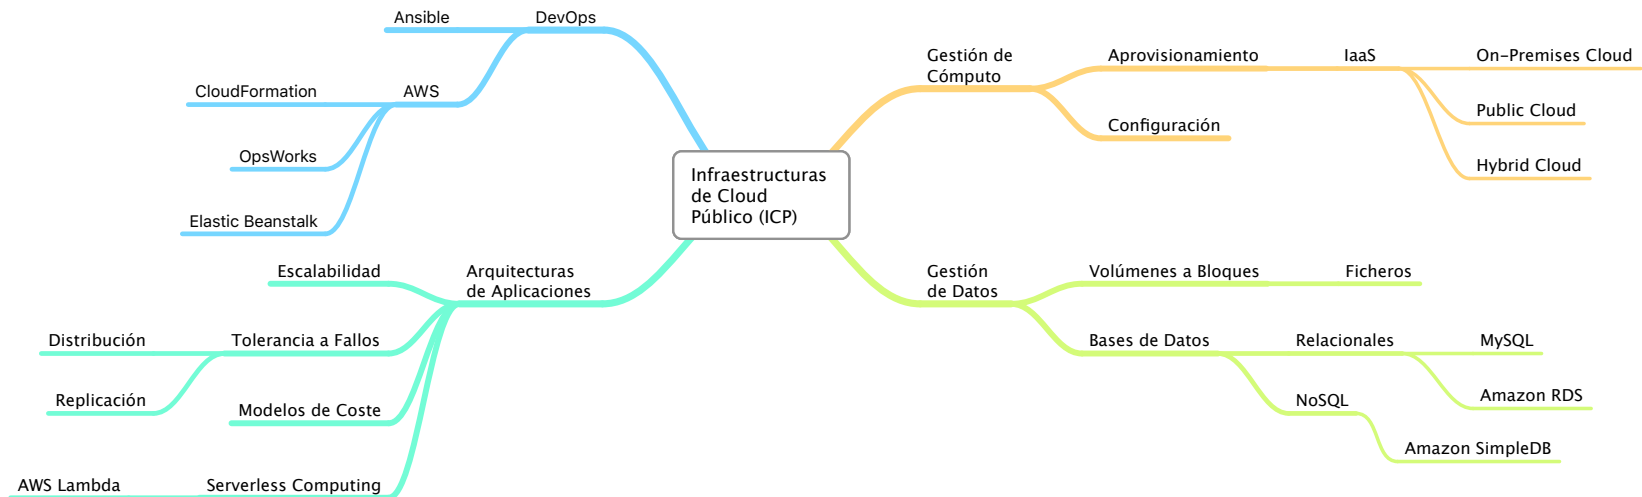 Infraestructuras
de Cloud
Público (ICP)
DevOps
Ansible
AWS
CloudFormation
OpsWorks
Elastic Beanstalk
Gestión de
Cómputo
Aprovisionamiento
IaaS
On-Premises Cloud
Public Cloud
Hybrid Cloud
Configuración
Arquitecturas
de Aplicaciones
Escalabilidad
Tolerancia a Fallos
Distribución
Replicación
Modelos de Coste
Serverless Computing
AWS Lambda
Gestión
de Datos
Volúmenes a Bloques
Ficheros
Bases de Datos
Relacionales
MySQL
Amazon RDS
NoSQL
Amazon SimpleDB